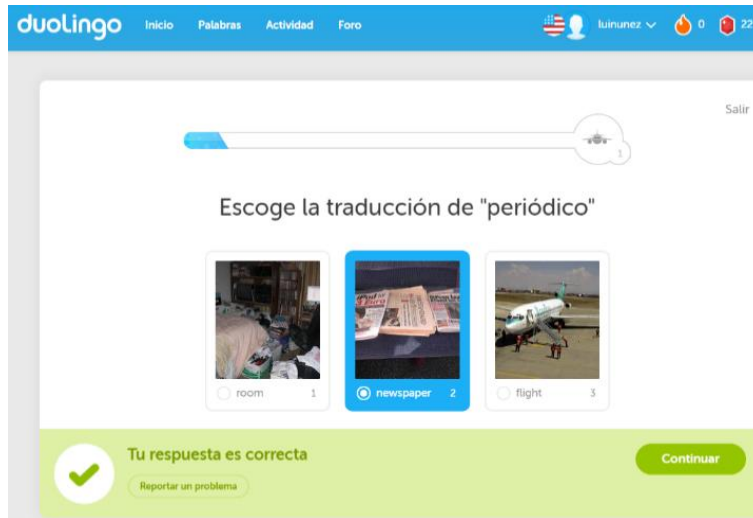 duolingo Inicio Palabras Actividad Foro luinunez 0 22
Salir
1
Escoge la traducción de "periódico"
room 1 newspaper 2 flight 3
Tu respuesta es correcta
Continuar
Reportar un problema